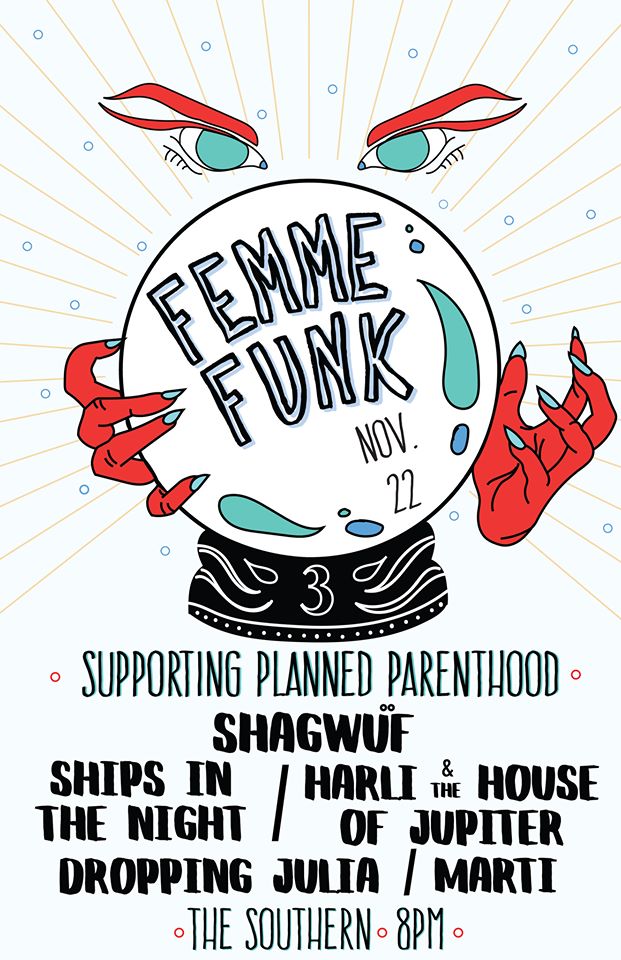 FEMME
FUNK
NOV.
22
3
SUPPORTING PLANNED PARENTHOOD
SHAGWÜF
SHIPS IN THE NIGHT / HARLI & THE HOUSE OF JUPITER
DROPPING JULIA / MARTI
THE SOUTHERN 8PM